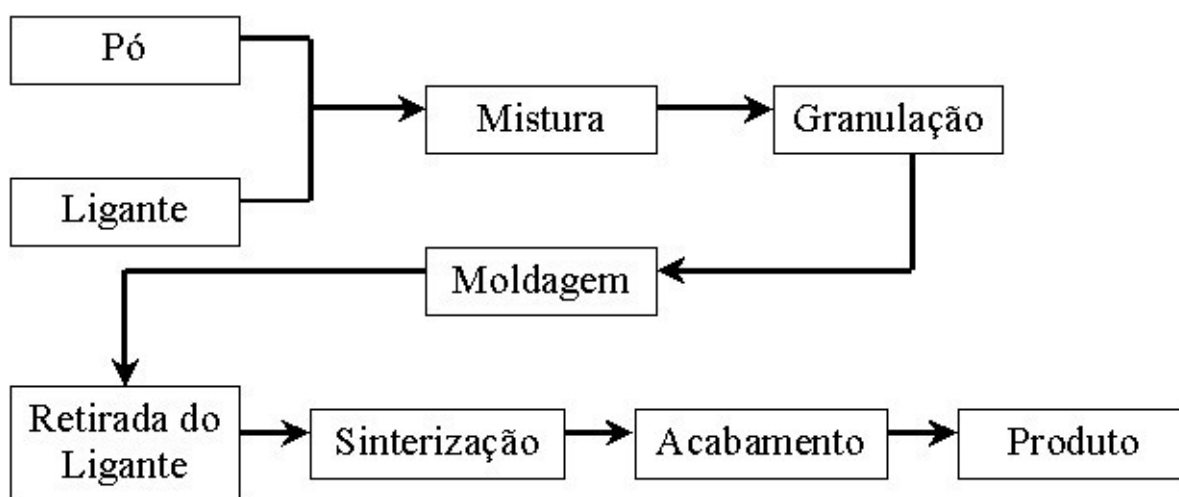 Pó
Ligante
Mistura
Granulação
Moldagem
Retirada do
Ligante
Sinterização
Acabamento
Produto